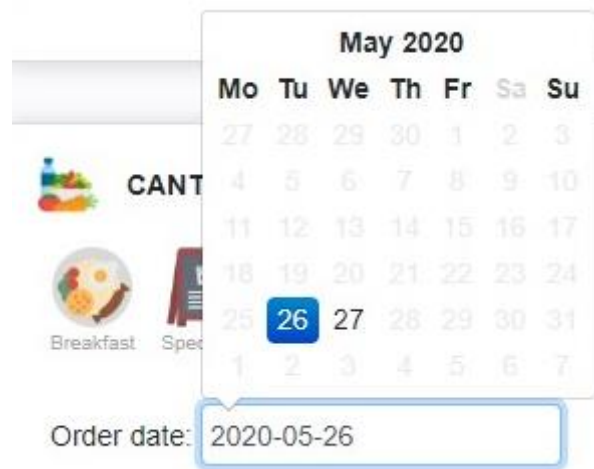 May 2020
Mo Tu We Th Fr Sa Su
27 28 29 30 1 2 3
CANT
4 5 6 7 8 9 10
11 12 13 14 15 16 17
18 19 20 21 22 23 24
25 26 27 28 29 30 31
Breakfast Spec
1 2 3 4 5 6 7
Order date: 2020-05-26